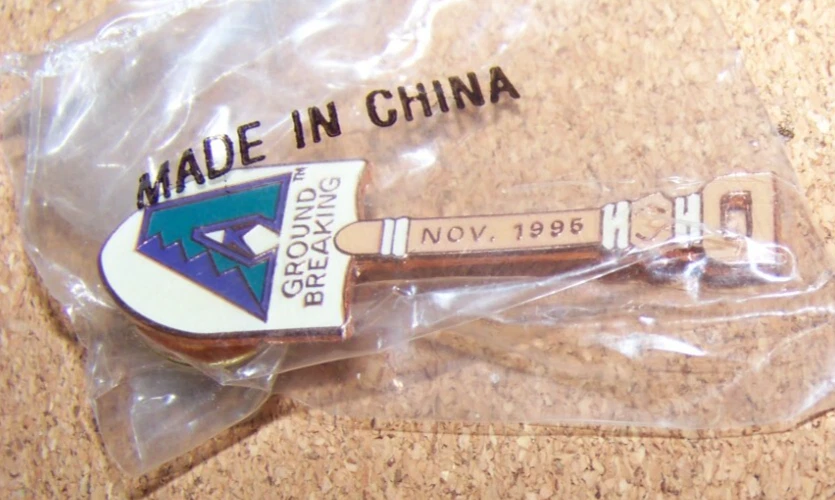 MADE IN CHINA
GROUND™
BREAKING
NOV. 1995